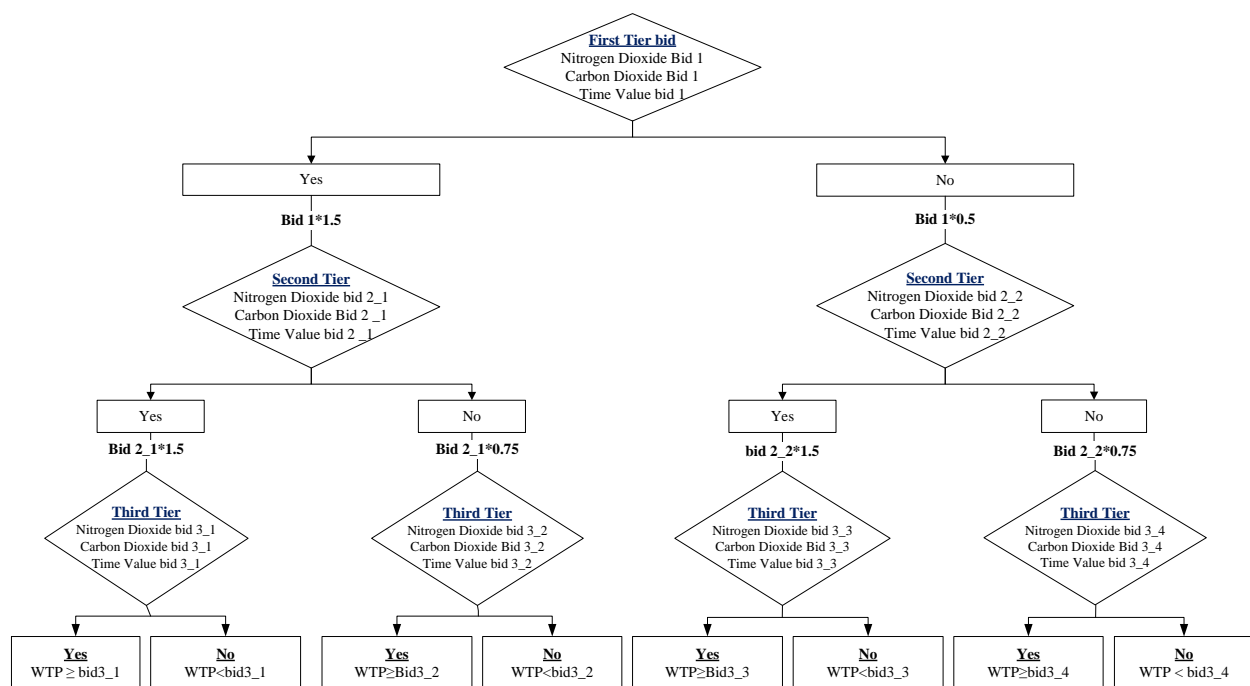 First Tier bid
Nitrogen Dioxide Bid 1
Carbon Dioxide Bid 1
Time Value bid 1
Yes
No
Bid 1*1.5
Bid 1*0.5
Second Tier
Nitrogen Dioxide bid 2_1
Carbon Dioxide Bid 2 _1
Time Value bid 2 _1
Second Tier
Nitrogen Dioxide bid 2_2
Carbon Dioxide Bid 2_2
Time Value bid 2_2
Yes
No
Yes
No
Bid 2_1*1.5
Bid 2_1*0.75
bid 2_2*1.5
Bid 2_2*0.75
Third Tier
Nitrogen Dioxide bid 3_1
Carbon Dioxide bid 3_1
Time Value bid 3_1
Third Tier
Nitrogen Dioxide bid 3_2
Carbon Dioxide Bid 3_2
Time Value bid 3_2
Third Tier
Nitrogen Dioxide bid 3_3
Carbon Dioxide Bid 3_3
Time Value bid 3_3
Third Tier
Nitrogen Dioxide bid 3_4
Carbon Dioxide Bid 3_4
Time Value bid 3_4
Yes
WTP ≥ bid3_1
No
WTP<bid3_1
Yes
WTP≥Bid3_2
No
WTP<bid3_2
Yes
WTP≥Bid3_3
No
WTP<bid3_3
Yes
WTP≥bid3_4
No
WTP < bid3_4